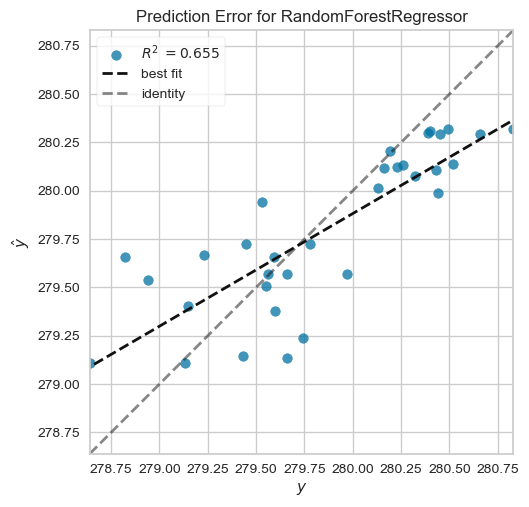 Prediction Error for RandomForestRegressor
R² = 0.655
best fit
identity
280.75
280.50
280.25
280.00
279.75
279.50
279.25
279.00
278.75
ŷ
278.75 279.00 279.25 279.50 279.75 280.00 280.25 280.50 280.75
y